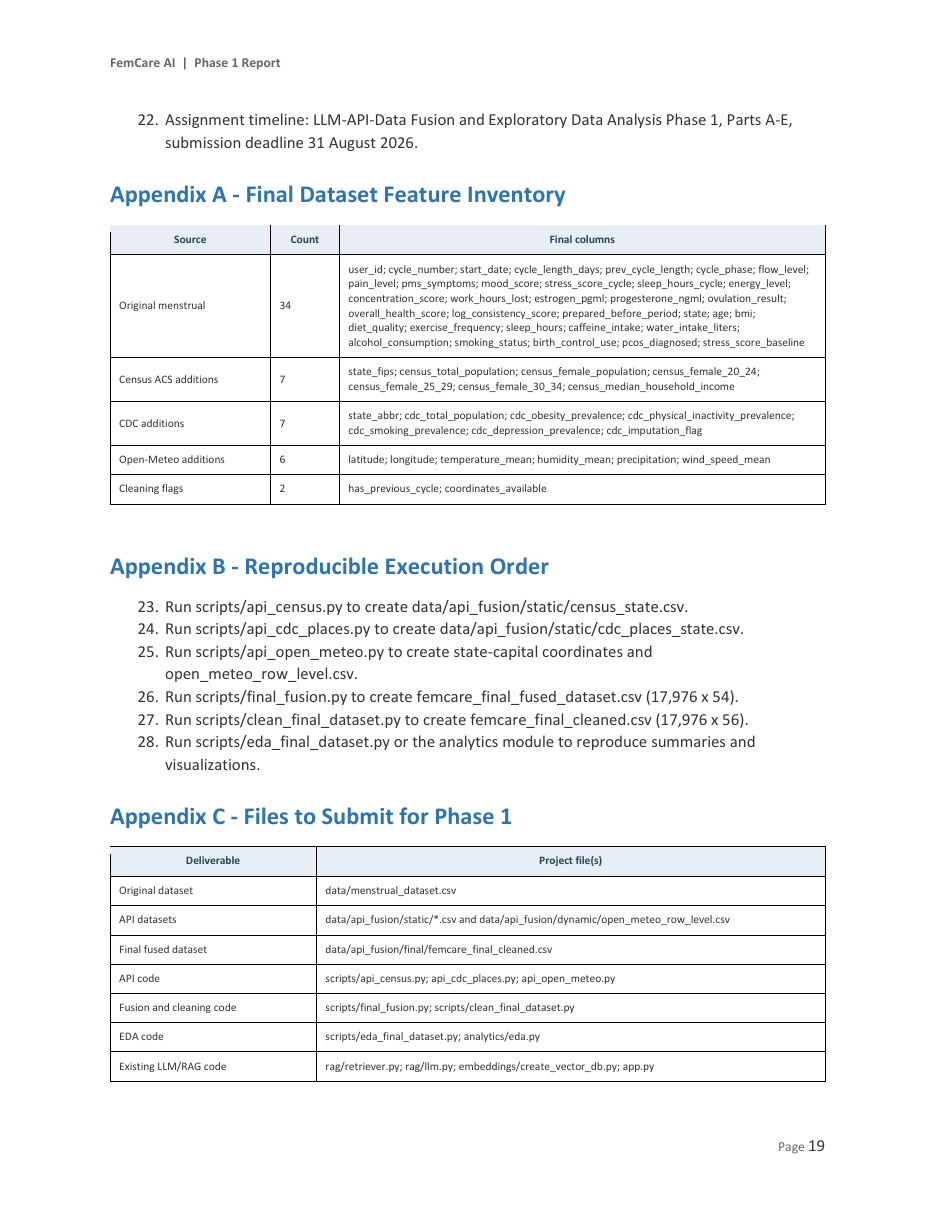 FemCare AI | Phase 1 Report
22. Assignment timeline: LLM-API-Data Fusion and Exploratory Data Analysis Phase 1, Parts A-E,
submission deadline 31 August 2026.
Appendix A - Final Dataset Feature Inventory
Source Count Final columns
Original menstrual 34 user_id; cycle_number; start_date; cycle_length_days; prev_cycle_length; cycle_phase; flow_level;
pain_level; pms_symptoms; mood_score; stress_score_cycle; sleep_hours_cycle; energy_level;
concentration_score; work_hours_lost; estrogen_pgml; progesterone_ngml; ovulation_result;
overall_health_score; log_consistency_score; prepared_before_period; state; age; bmi;
diet_quality; exercise_frequency; sleep_hours; caffeine_intake; water_intake_liters;
alcohol_consumption; smoking_status; birth_control_use; pcos_diagnosed; stress_score_baseline
Census ACS additions 7 state_fips; census_total_population; census_female_population; census_female_20_24;
census_female_25_29; census_female_30_34; census_median_household_income
CDC additions 7 state_abbr; cdc_total_population; cdc_obesity_prevalence; cdc_physical_inactivity_prevalence;
cdc_smoking_prevalence; cdc_depression_prevalence; cdc_imputation_flag
Open-Meteo additions 6 latitude; longitude; temperature_mean; humidity_mean; precipitation; wind_speed_mean
Cleaning flags 2 has_previous_cycle; coordinates_available
Appendix B - Reproducible Execution Order
23. Run scripts/api_census.py to create data/api_fusion/static/census_state.csv.
24. Run scripts/api_cdc_places.py to create data/api_fusion/static/cdc_places_state.csv.
25. Run scripts/api_open_meteo.py to create state-capital coordinates and
open_meteo_row_level.csv.
26. Run scripts/final_fusion.py to create femcare_final_fused_dataset.csv (17,976 x 54).
27. Run scripts/clean_final_dataset.py to create femcare_final_cleaned.csv (17,976 x 56).
28. Run scripts/eda_final_dataset.py or the analytics module to reproduce summaries and
visualizations.
Appendix C - Files to Submit for Phase 1
Deliverable Project file(s)
Original dataset data/menstrual_dataset.csv
API datasets data/api_fusion/static/*.csv and data/api_fusion/dynamic/open_meteo_row_level.csv
Final fused dataset data/api_fusion/final/femcare_final_cleaned.csv
API code scripts/api_census.py; api_cdc_places.py; api_open_meteo.py
Fusion and cleaning code scripts/final_fusion.py; scripts/clean_final_dataset.py
EDA code scripts/eda_final_dataset.py; analytics/eda.py
Existing LLM/RAG code rag/retriever.py; rag/llm.py; embeddings/create_vector_db.py; app.py
Page 19